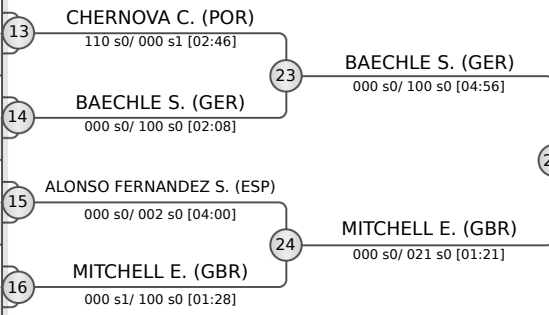 CHERNOVA C. (POR)
13
110 s0/ 000 s1 [02:46]
BAECHLE S. (GER)
23
000 s0/ 100 s0 [04:56]
BAECHLE S. (GER)
14
000 s0/ 100 s0 [02:08]
ALONSO FERNANDEZ S. (ESP)
15
000 s0/ 002 s0 [04:00]
MITCHELL E. (GBR)
24
000 s0/ 021 s0 [01:21]
MITCHELL E. (GBR)
16
000 s1/ 100 s0 [01:28]